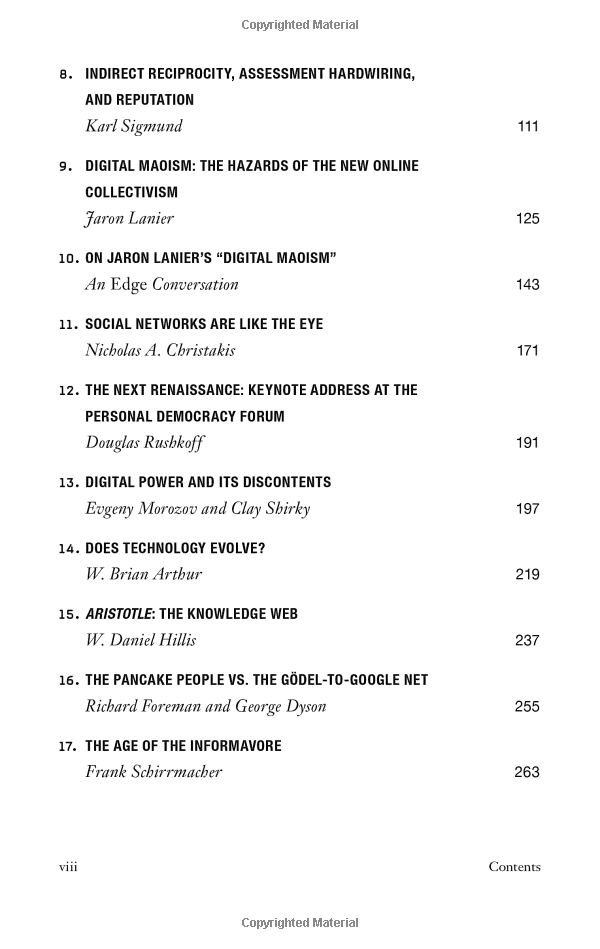 Copyrighted Material
8. INDIRECT RECIPROCITY, ASSESSMENT HARDWIRING,
AND REPUTATION
Karl Sigmund 111
9. DIGITAL MAOISM: THE HAZARDS OF THE NEW ONLINE
COLLECTIVISM
Jaron Lanier 125
10. ON JARON LANIER’S “DIGITAL MAOISM”
An Edge Conversation 143
11. SOCIAL NETWORKS ARE LIKE THE EYE
Nicholas A. Christakis 171
12. THE NEXT RENAISSANCE: KEYNOTE ADDRESS AT THE
PERSONAL DEMOCRACY FORUM
Douglas Rushkoff 191
13. DIGITAL POWER AND ITS DISCONTENTS
Evgeny Morozov and Clay Shirky 197
14. DOES TECHNOLOGY EVOLVE?
W. Brian Arthur 219
15. ARISTOTLE: THE KNOWLEDGE WEB
W. Daniel Hillis 237
16. THE PANCAKE PEOPLE VS. THE GÖDEL-TO-GOOGLE NET
Richard Foreman and George Dyson 255
17. THE AGE OF THE INFORMAVORE
Frank Schirrmacher 263
viii Contents
Copyrighted Material